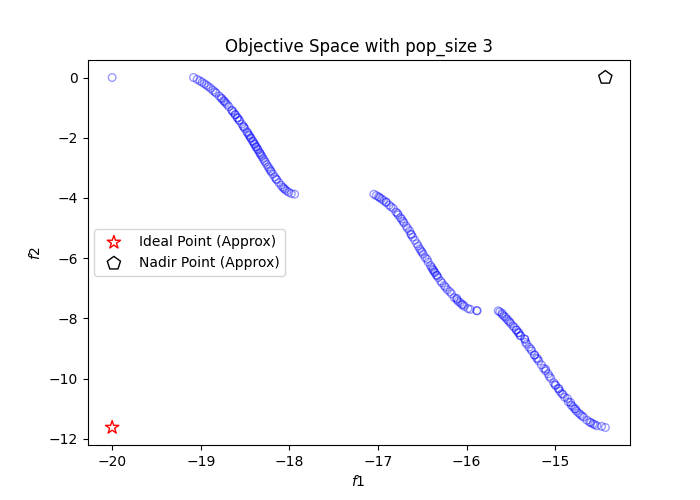 Objective Space with pop_size 3
0
−2
−4
−6
−8
−10
−12
f2
Ideal Point (Approx)
Nadir Point (Approx)
−20
−19
−18
−17
−16
−15
f1